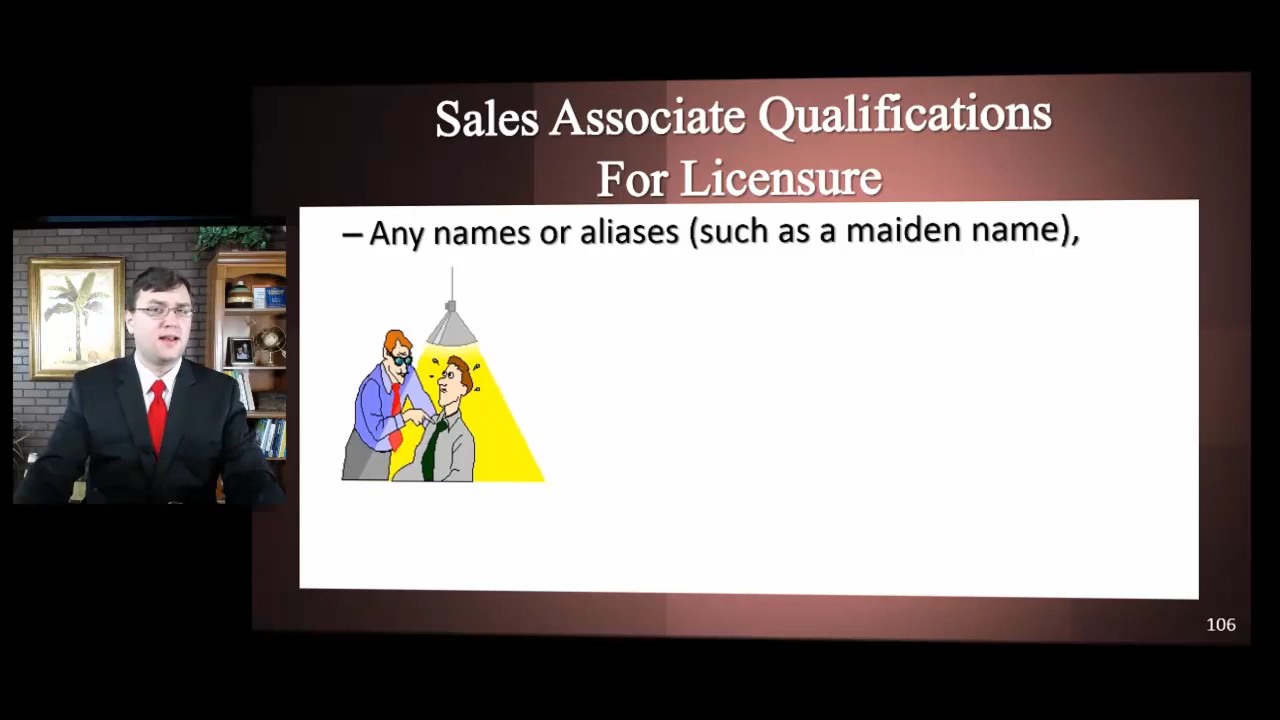 Sales Associate Qualifications
For Licensure
– Any names or aliases (such as a maiden name),
106